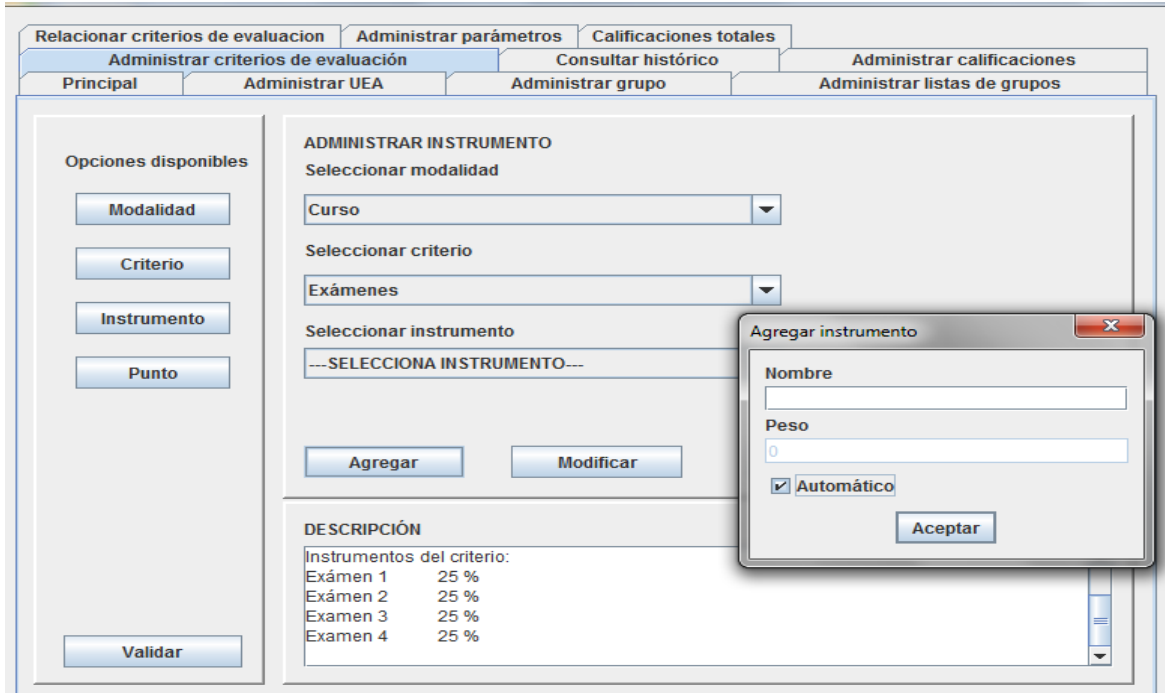 Relacionar criterios de evaluacion Administrar parámetros Calificaciones totales
Administrar criterios de evaluación Consultar histórico Administrar calificaciones
Principal Administrar UEA Administrar grupo Administrar listas de grupos
Opciones disponibles
Modalidad
Criterio
Instrumento
Punto
Validar
ADMINISTRAR INSTRUMENTO
Seleccionar modalidad
Curso
Seleccionar criterio
Exámenes
Seleccionar instrumento
---SELECCIONA INSTRUMENTO---
Agregar Modificar
DESCRIPCIÓN
Instrumentos del criterio:
Exámen 1 25 %
Exámen 2 25 %
Examen 3 25 %
Examen 4 25 %
Agregar instrumento
Nombre
Peso
0
Automático
Aceptar